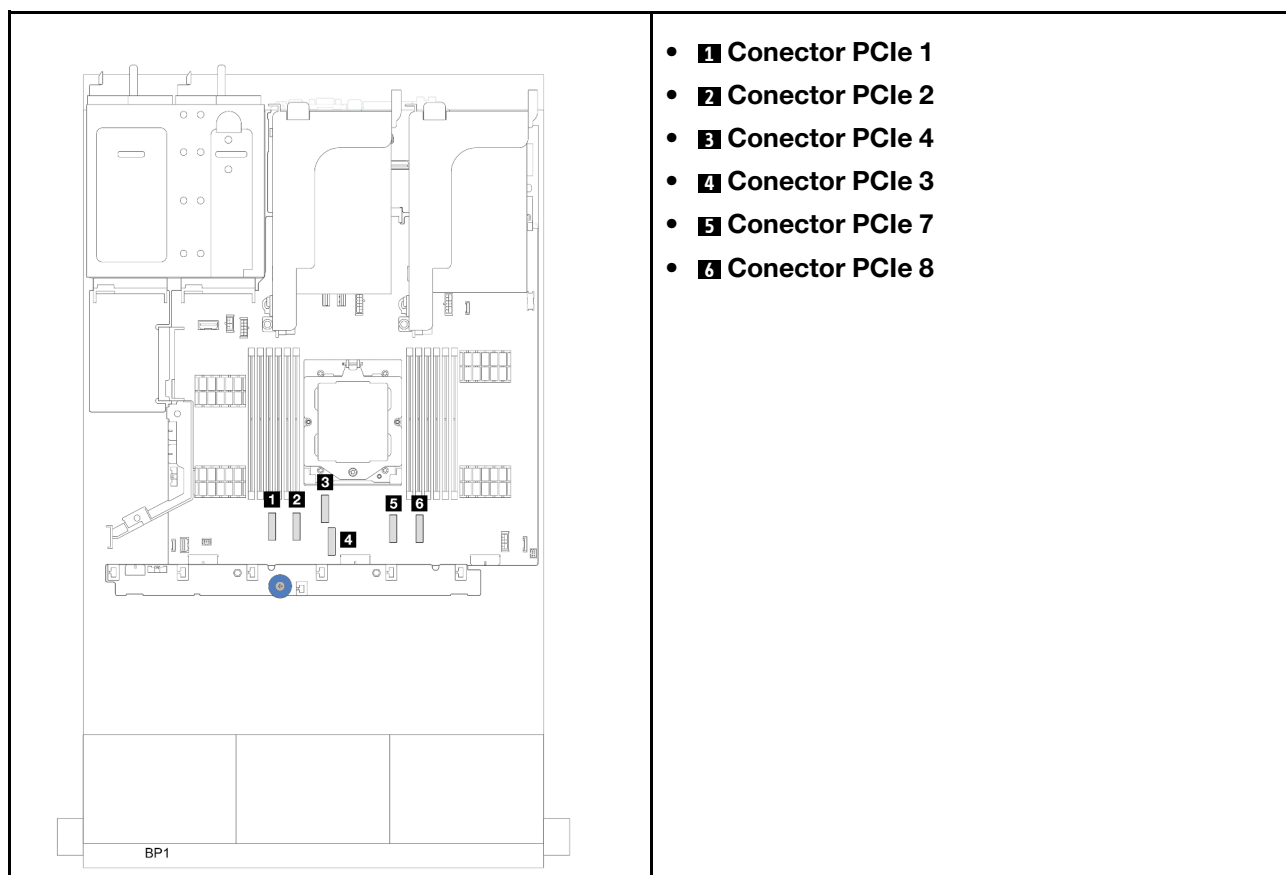 • 1 Conector PCIe 1
• 2 Conector PCIe 2
• 3 Conector PCIe 4
• 4 Conector PCIe 3
• 5 Conector PCIe 7
• 6 Conector PCIe 8
3
1 2 5 6
4
BP1